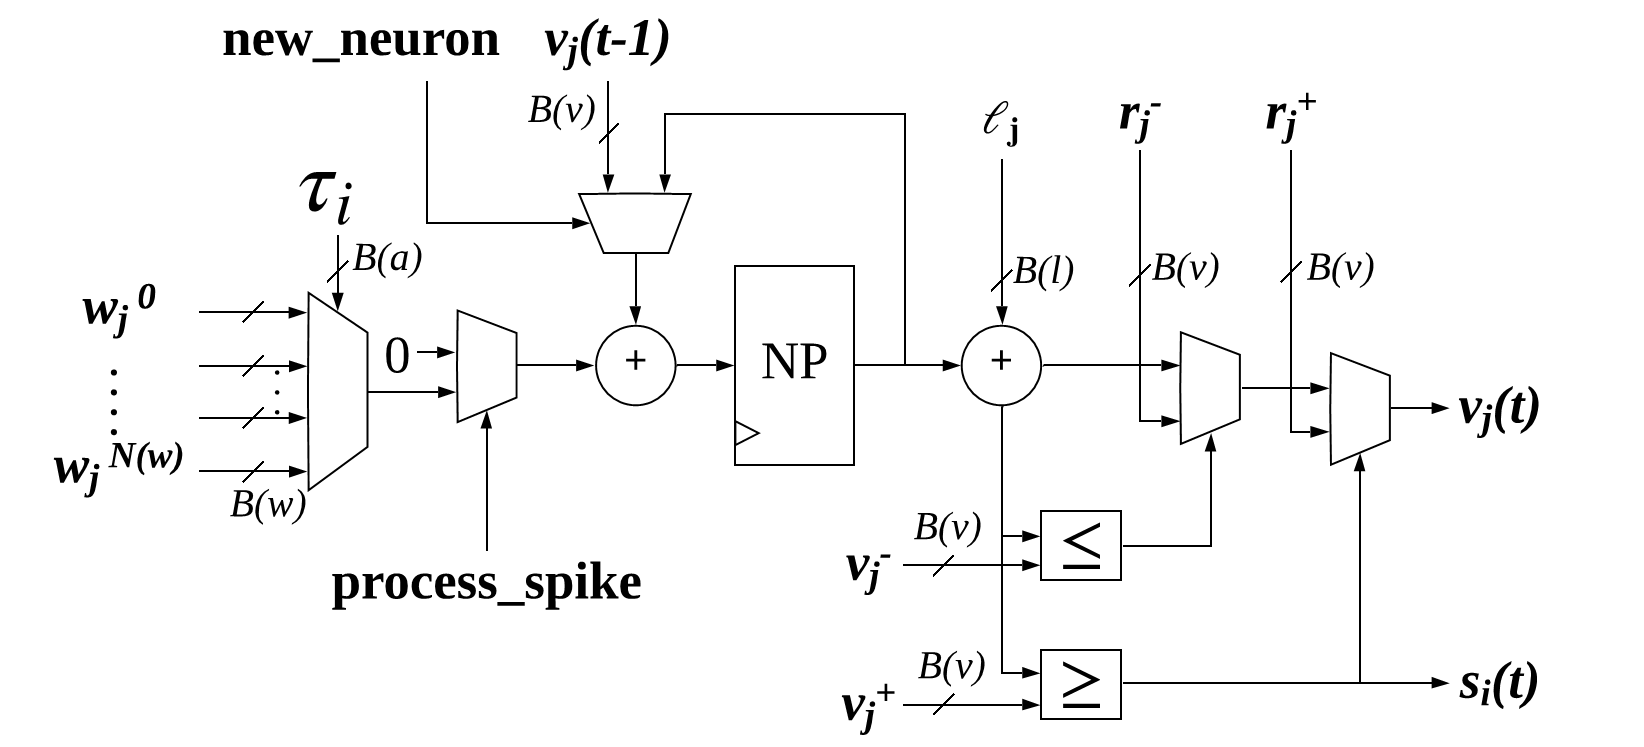 new_neuron
vⱼ(t-1)
B(v)
ℓⱼ
rⱼ⁻
rⱼ⁺
τᵢ
B(a)
B(l)
B(v)
B(v)
wⱼ⁰
0
+
NP
+
vⱼ(t)
wⱼᴺ⁽ʷ⁾
B(w)
B(v)
≤
vⱼ⁻
process_spike
B(v)
≥
vⱼ⁺
sᵢ(t)